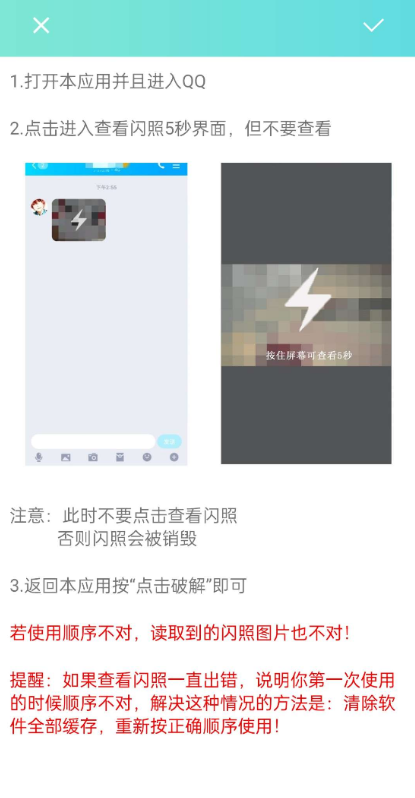 1.打开本应用并且进入QQ
2.点击进入查看闪照5秒界面，但不要查看
按住屏幕可查看5秒
注意：此时不要点击查看闪照
否则闪照会被销毁
3.返回本应用按“点击破解”即可
若使用顺序不对，读取到的闪照图片也不对！
提醒：如果查看闪照一直出错，说明你第一次使用
的时候顺序不对，解决这种情况的方法是：清除软
件全部缓存，重新按正确顺序使用！